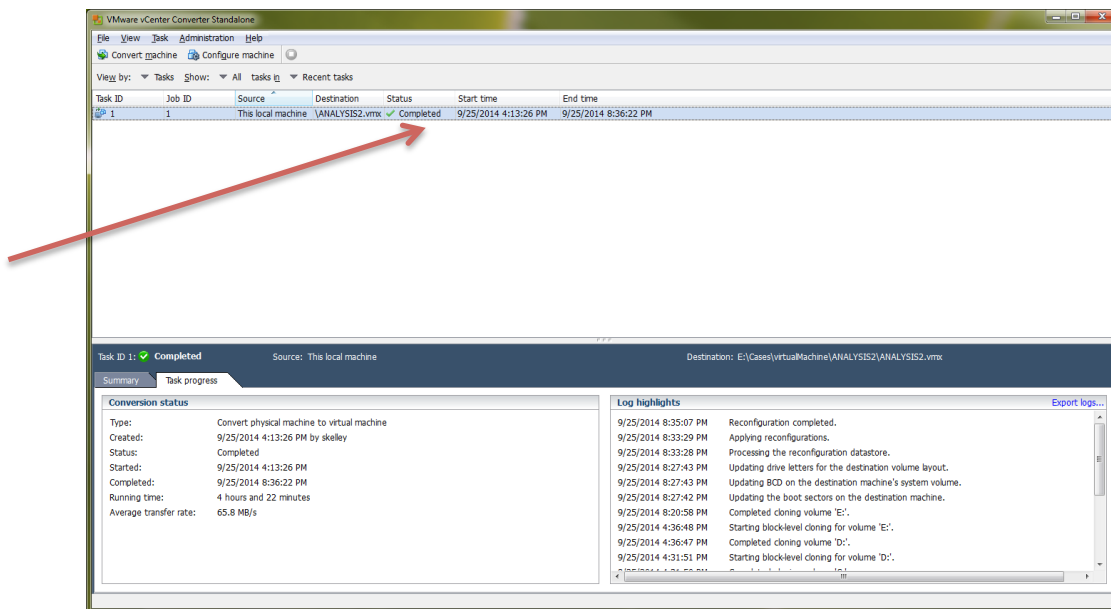 VMware vCenter Converter Standalone
File View Task Administration Help
Convert machine Configure machine
View by: Tasks Show: All tasks in Recent tasks
Task ID Job ID Source Destination Status Start time End time
1 1 This local machine \ANALYSIS2.vmx Completed 9/25/2014 4:13:26 PM 9/25/2014 8:36:22 PM
Task ID 1: Completed Source: This local machine Destination: E:\Cases\virtualMachine\ANALYSIS2\ANALYSIS2.vmx
Summary Task progress
Conversion status
Type: Convert physical machine to virtual machine
Created: 9/25/2014 4:13:26 PM by skelley
Status: Completed
Started: 9/25/2014 4:13:26 PM
Completed: 9/25/2014 8:36:22 PM
Running time: 4 hours and 22 minutes
Average transfer rate: 65.8 MB/s
Log highlights Export logs...
9/25/2014 8:35:07 PM Reconfiguration completed.
9/25/2014 8:33:29 PM Applying reconfigurations.
9/25/2014 8:33:28 PM Processing the reconfiguration datastore.
9/25/2014 8:27:43 PM Updating drive letters for the destination volume layout.
9/25/2014 8:27:43 PM Updating BCD on the destination machine's system volume.
9/25/2014 8:27:42 PM Updating the boot sectors on the destination machine.
9/25/2014 8:20:58 PM Completed cloning volume 'E:'.
9/25/2014 4:36:48 PM Starting block-level cloning for volume 'E:'.
9/25/2014 4:36:47 PM Completed cloning volume 'D:'.
9/25/2014 4:31:51 PM Starting block-level cloning for volume 'D:'.